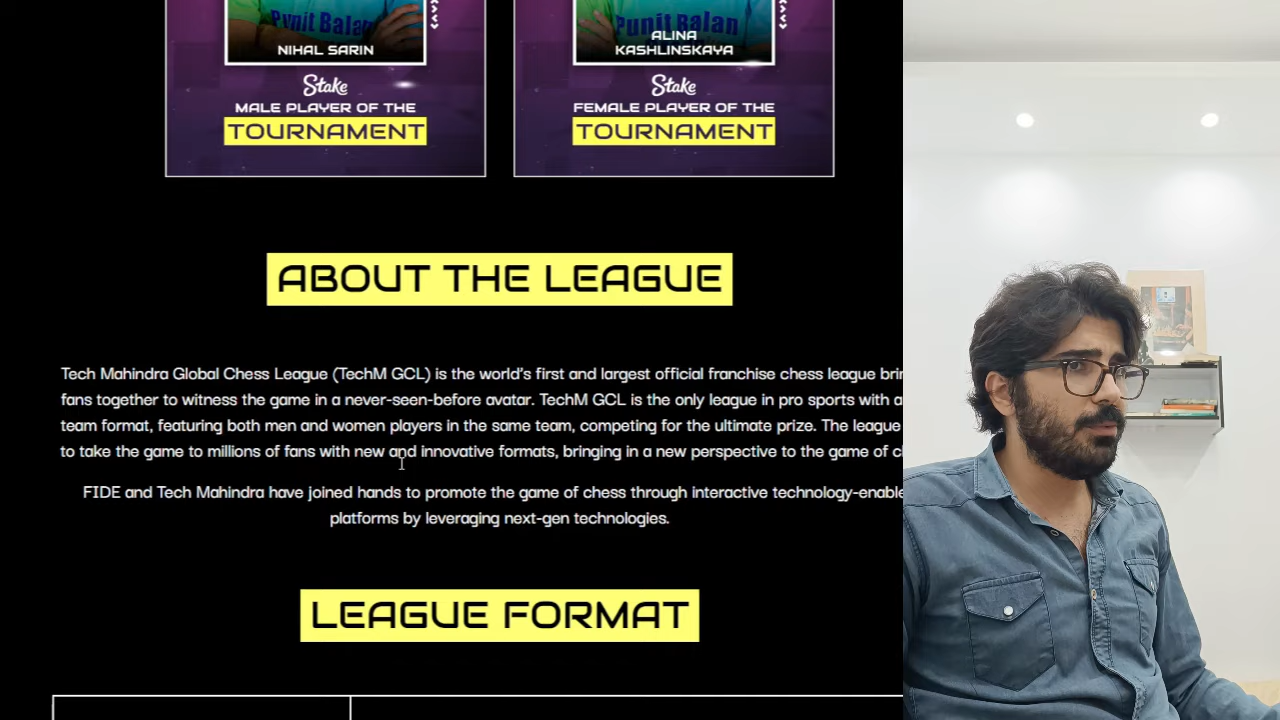 Punit Balan
NIHAL SARIN
Stake
MALE PLAYER OF THE
TOURNAMENT
Punit Balan
ALINA
KASHLINSKAYA
Stake
FEMALE PLAYER OF THE
TOURNAMENT
ABOUT THE LEAGUE
Tech Mahindra Global Chess League (TechM GCL) is the world's first and largest official franchise chess league
fans together to witness the game in a never-seen-before avatar. TechM GCL is the only league in pro sports with a
team format, featuring both men and women players in the same team, competing for the ultimate prize. The league
to take the game to millions of fans with new and innovative formats, bringing in a new perspective to the game of
FIDE and Tech Mahindra have joined hands to promote the game of chess through interactive
platforms by leveraging next-gen technologies.
LEAGUE FORMAT